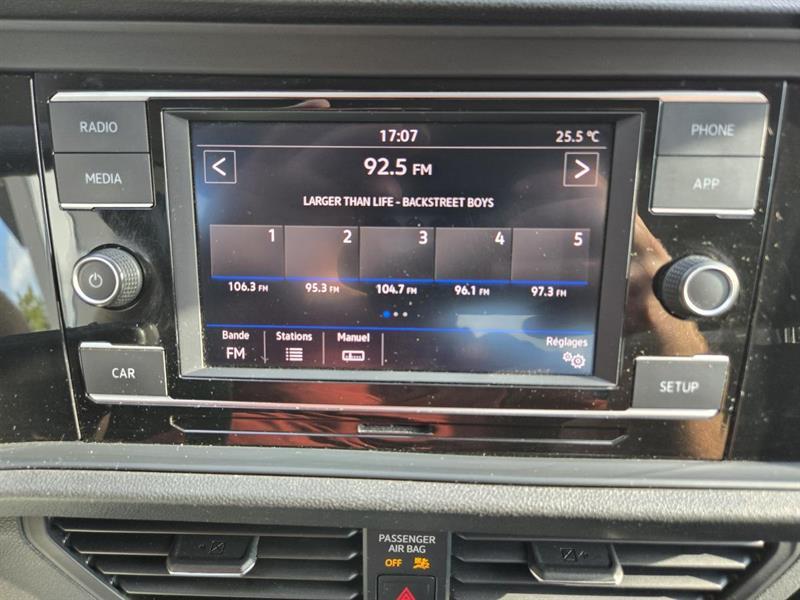 17:07 25.5 °C
RADIO < 92.5 FM > PHONE
MEDIA APP
LARGER THAN LIFE - BACKSTREET BOYS
1 2 3 4 5
106.3 FM 95.3 FM 104.7 FM 96.1 FM 97.3 FM
Bande Stations Manuel Réglages
FM
CAR SETUP
PASSENGER
AIR BAG
OFF